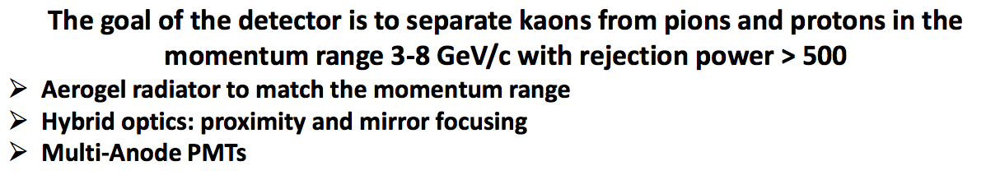 The goal of the detector is to separate kaons from pions and protons in the
momentum range 3-8 GeV/c with rejection power > 500
➢ Aerogel radiator to match the momentum range
➢ Hybrid optics: proximity and mirror focusing
➢ Multi-Anode PMTs